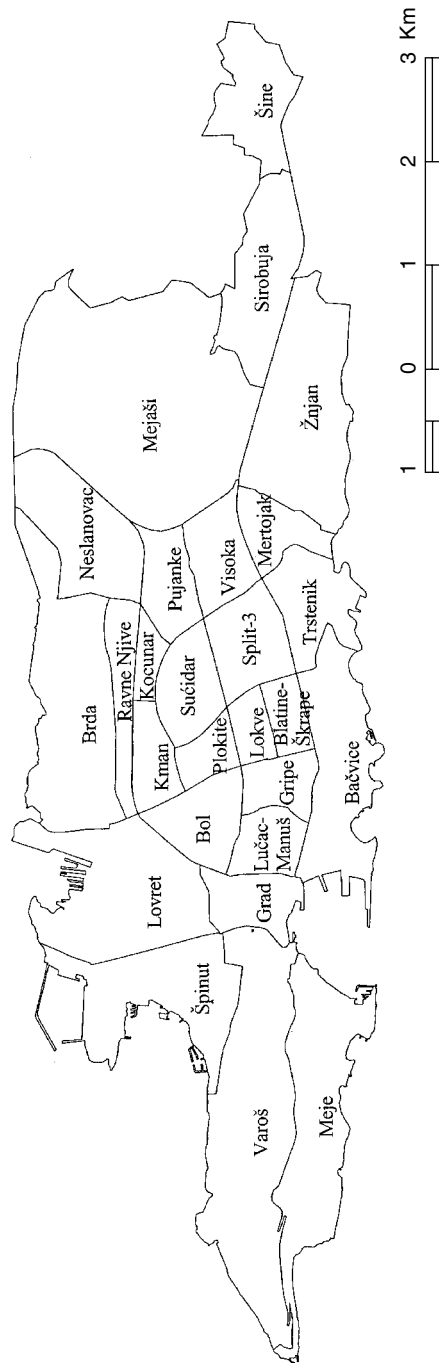 Brda
Neslanovac
Ravne Njive
Kocunar
Mejaši
Lovret
Kman
Pujanke
Sućidar
Špinut
Bol
Plokite
Visoka
Split-3
Mertojak
Sirobuja
Šine
Lokve
Blatine-
Škrape
Gripe
Lučac-
Manuš
Grad
Varoš
Meje
Trstenik
Žnjan
Bačvice
1 0 1 2 3 Km